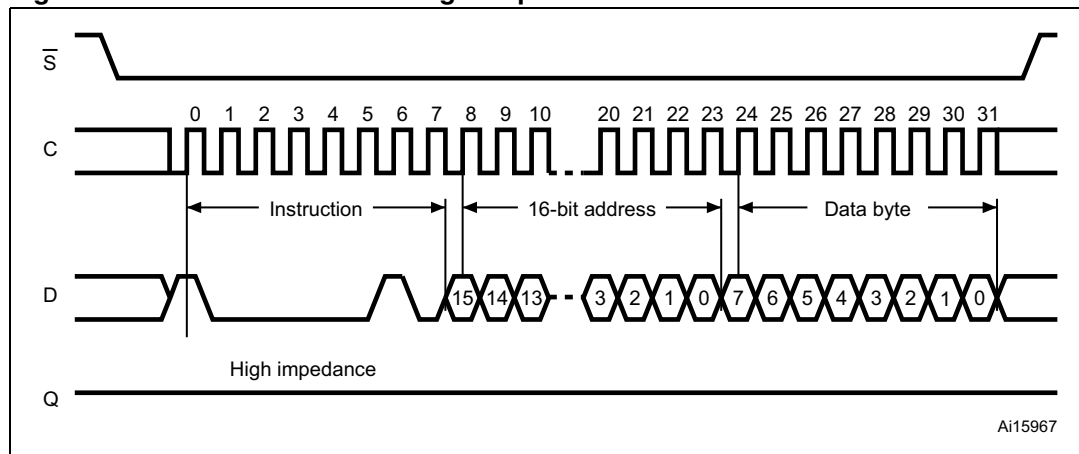 S
0 1 2 3 4 5 6 7 8 9 10 20 21 22 23 24 25 26 27 28 29 30 31
C
Instruction 16-bit address Data byte
D 15 14 13 3 2 1 0 7 6 5 4 3 2 1 0
High impedance
Q
Ai15967